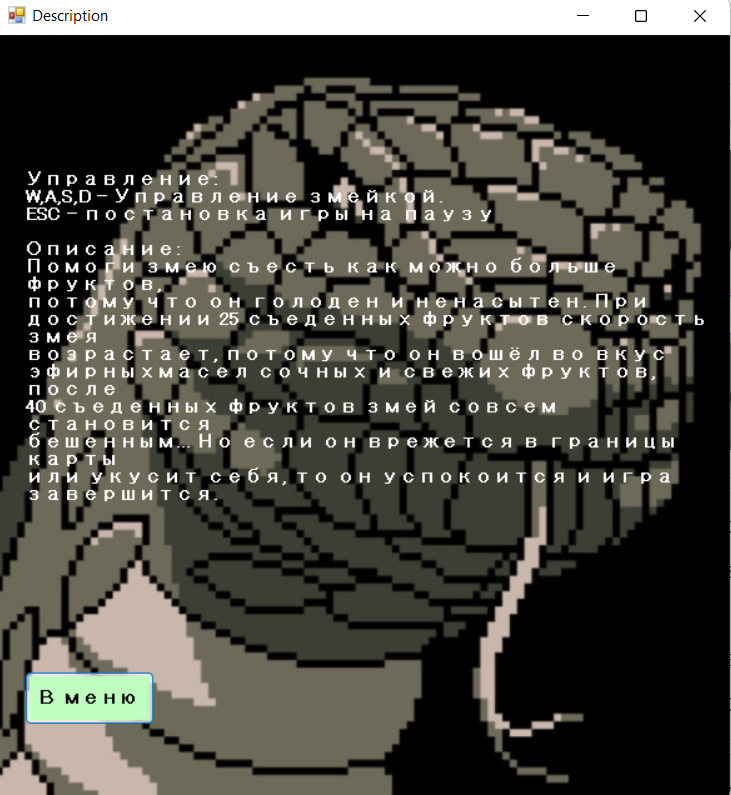 Description
Управление:
W,A,S,D - Управление змейкой.
ESC - постановка игры на паузу
Описание:
Помоги змею съесть как можно больше
фруктов,
потому что он голоден и ненасытен. При
достижении 25 съеденных фруктов скорость
змея
возрастает, потому что он вошёл во вкус
эфирныхмасел сочных и свежих фруктов,
после
40 съеденных фруктов змей совсем
становится
бешенным... Но если он врежется в границы
карты
или укусит себя, то он успокоится и игра
завершится.
В меню